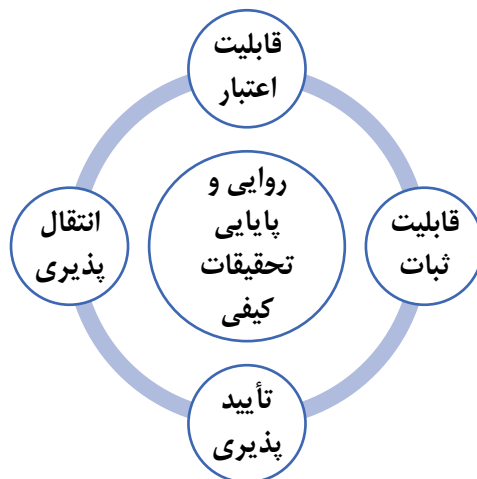 قابلیت
اعتبار
روایی و
پایایی
تحقیقات
کیفی
قابلیت
ثبات
انتقال
پذیری
تأیید
پذیری